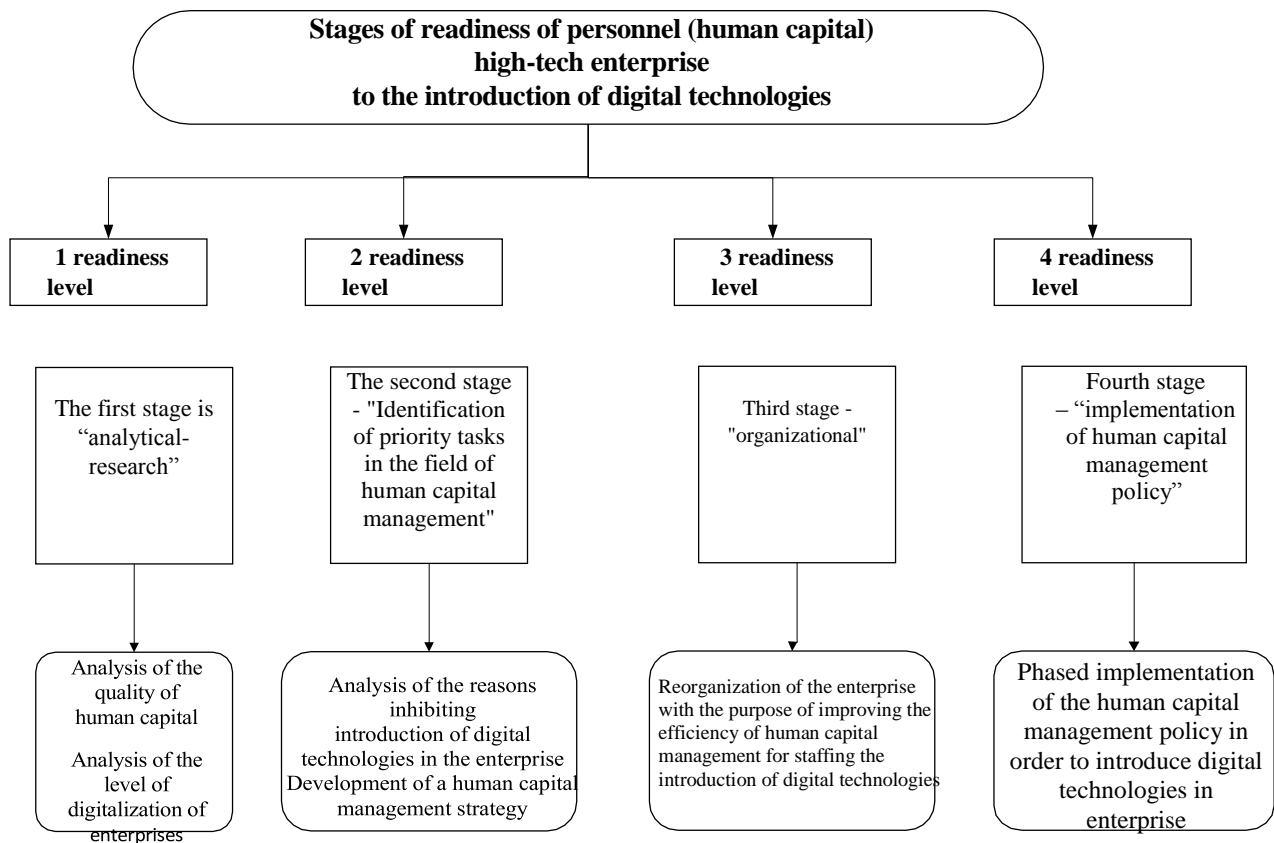 Stages of readiness of personnel (human capital)
high-tech enterprise
to the introduction of digital technologies
1 readiness
level
2 readiness
level
3 readiness
level
4 readiness
level
The first stage is
“analytical-
research”
The second stage
- "Identification
of priority tasks
in the field of
human capital
management"
Third stage -
"organizational"
Fourth stage
– “implementation
of human capital
management
policy”
Analysis of the
quality of
human capital
Analysis of the
level of
digitalization of
enterprises
Analysis of the reasons
inhibiting
introduction of digital
technologies in the enterprise
Development of a human capital
management strategy
Reorganization of the enterprise
with the purpose of improving the
efficiency of human capital
management for staffing the
introduction of digital technologies
Phased implementation
of the human capital
management policy in
order to introduce digital
technologies in
enterprise